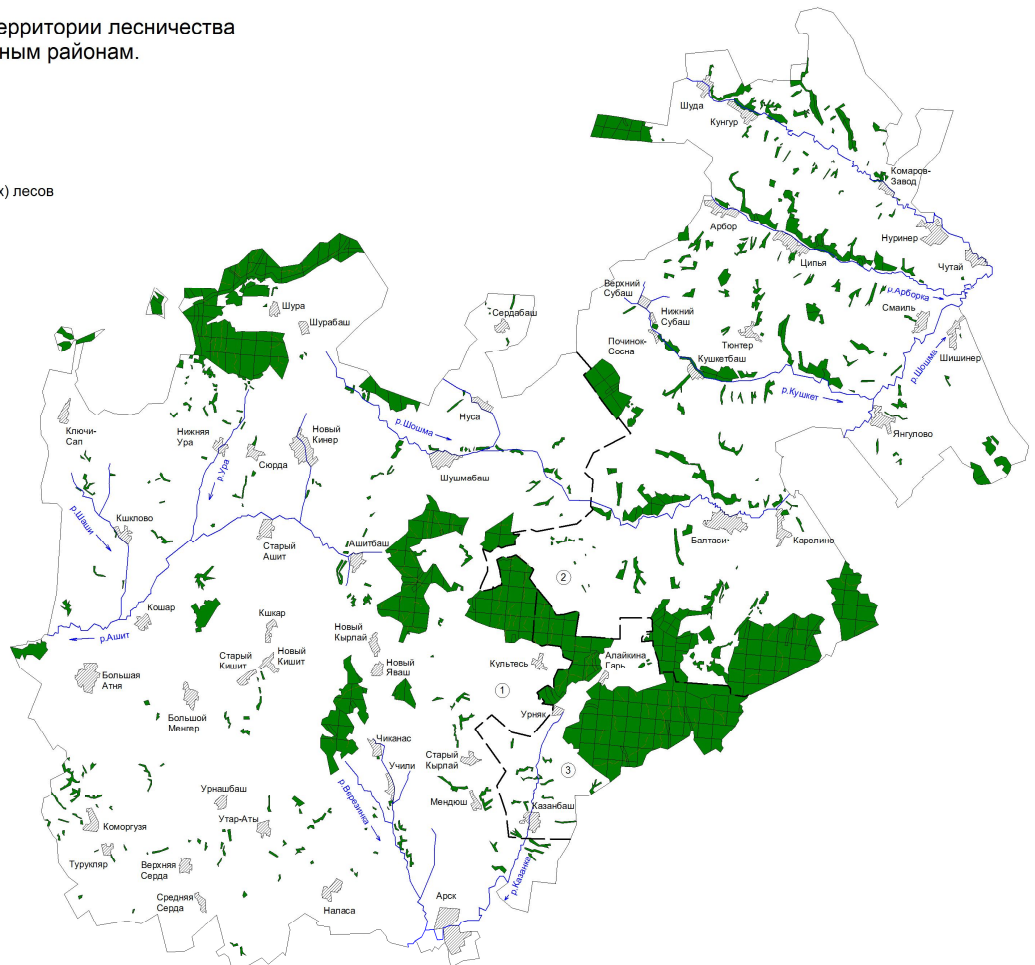 ерритории лесничества
ным районам.
х) лесов
Шуда
Кунгур
Комаров-
Завод
Арбор
Нуринер
Ципья
Чутай
р.Арборка
Верхний
Субаш
Смаиль
Нижний
Субаш
Сердабаш
Шура
Шурабаш
Починок-
Сосна
Тюнтер
Кушкетбаш
р.Шошма
Шишинер
р.Кушкет
Янгулово
Нуса
р.Шошма
Ключи-
Сап
Нижняя
Ура
Новый
Кинер
Сюрда
р.Ура
Шушмабаш
р.Шаши
Кшклово
Старый
Ашит
Ашитбаш
Балтаси
Карелино
2
Кошар
р.Ашит
Кшкар
Новый
Кырлай
Старый
Кишит
Новый
Кишит
Новый
Яваш
Культесь
Алайкина
Гарь
Большая
Атня
Большой
Менгер
1
Урняк
Чиканас
Учили
Старый
Кырлай
3
р.Верезинка
Урнашбаш
Мендюш
Казанбаш
Утар-Аты
Коморгузя
Турукляр
Верхняя
Серда
р.Казанка
Средняя
Серда
Наласа
Арск